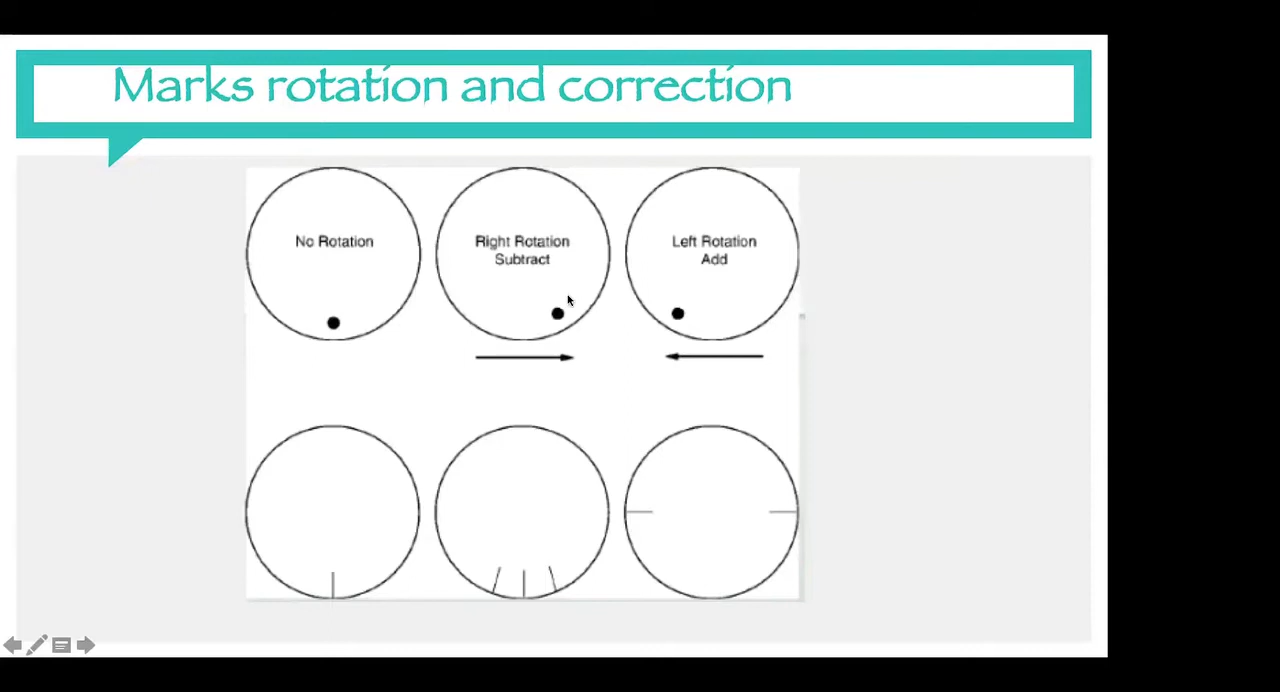 Marks rotation and correction
No Rotation
Right Rotation
Subtract
Left Rotation
Add